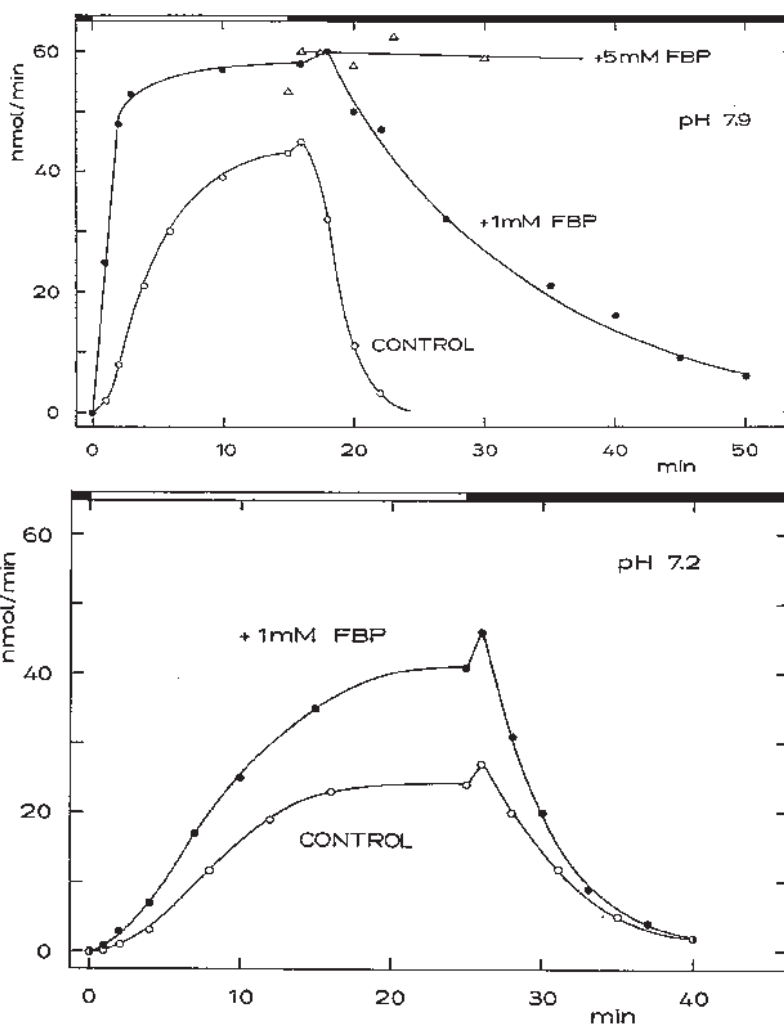 60
+5mM FBP
nmol/min
pH 7.9
40
+1mM FBP
20
CONTROL
0
0 10 20 30 40 50
min
60
pH 7.2
nmol/min
+ 1mM FBP
40
20
CONTROL
0
0 10 20 30 40
min